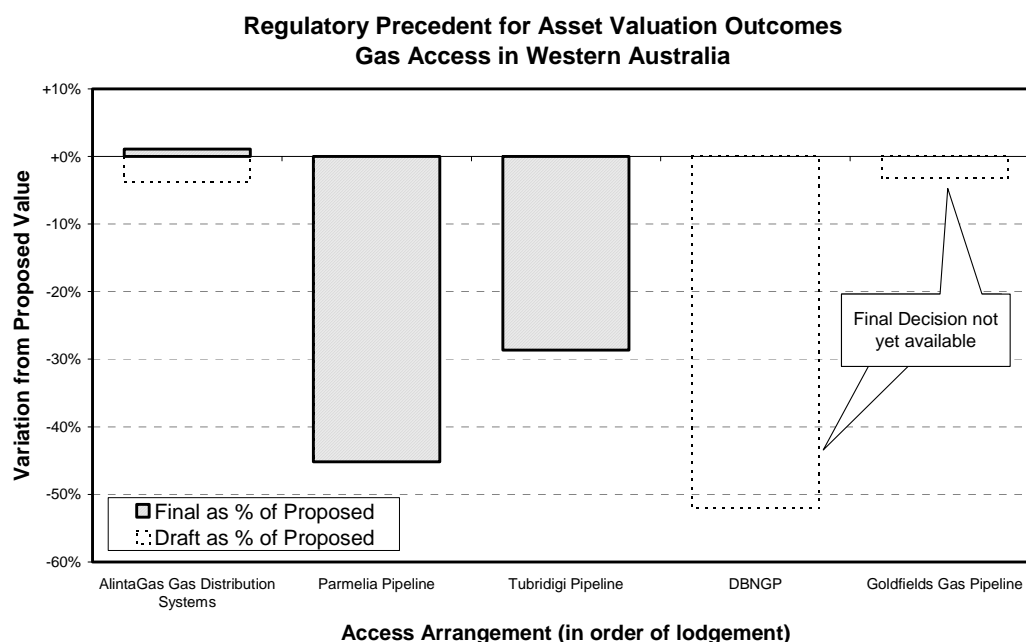 Regulatory Precedent for Asset Valuation Outcomes
Gas Access in Western Australia
Variation from Proposed Value
+10%
+0%
-10%
-20%
-30%
-40%
-50%
-60%
Final Decision not
yet available
Final as % of Proposed
Draft as % of Proposed
AlintaGas Gas Distribution
Systems
Parmelia Pipeline
Tubridigi Pipeline
DBNGP
Goldfields Gas Pipeline
Access Arrangement (in order of lodgement)